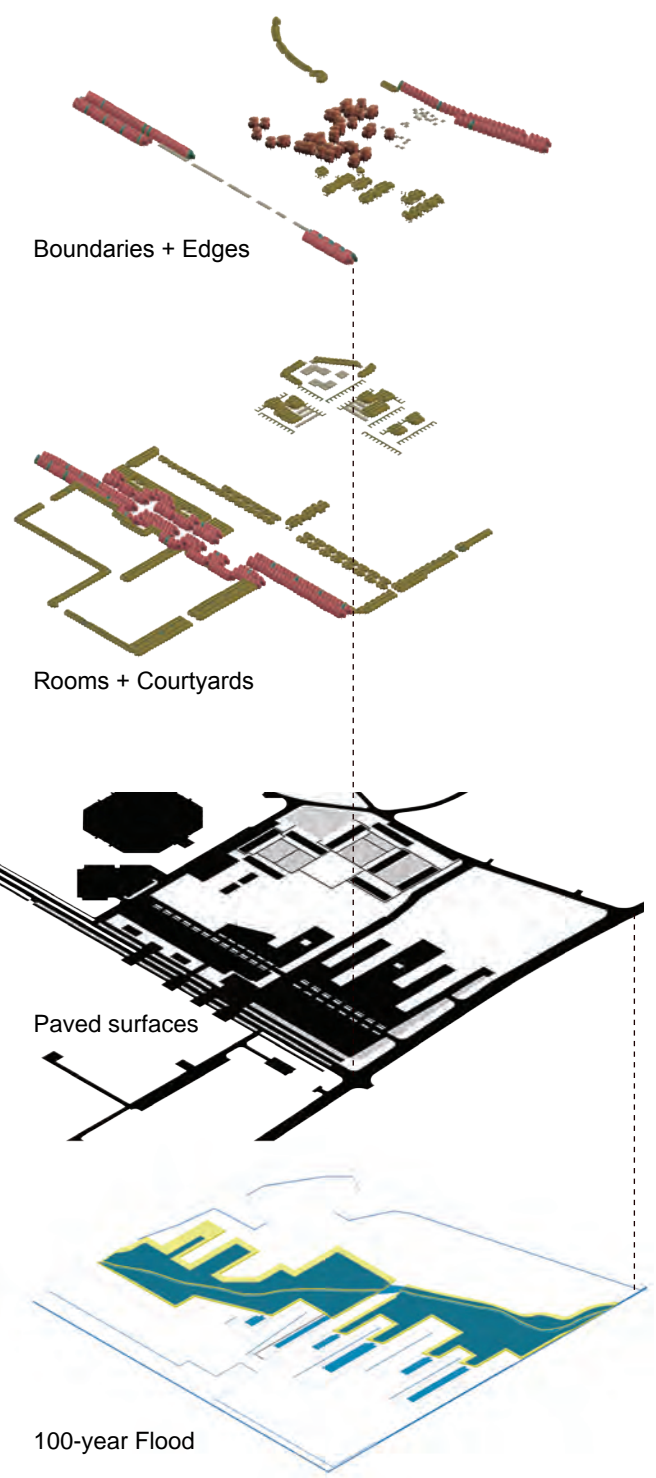 Boundaries + Edges
Rooms + Courtyards
Paved surfaces
100-year Flood